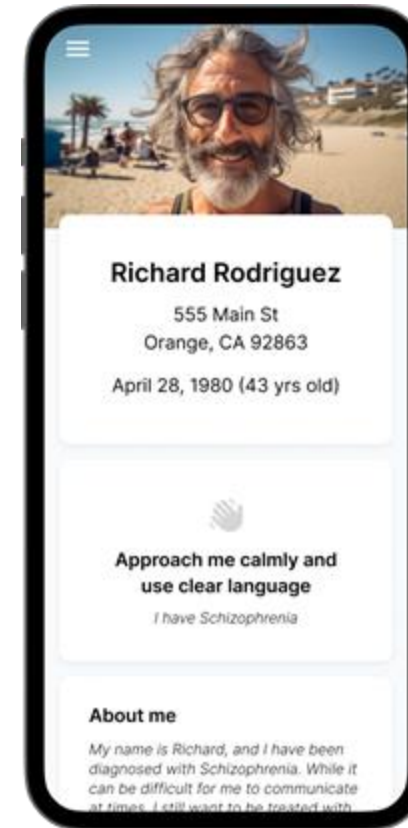 Richard Rodriguez
555 Main St
Orange, CA 92863
April 28, 1980 (43 yrs old)
Approach me calmly and
use clear language
I have Schizophrenia
About me
My name is Richard, and I have been
diagnosed with Schizophrenia. While it
can be difficult for me to communicate
at times, I still want to be treated with